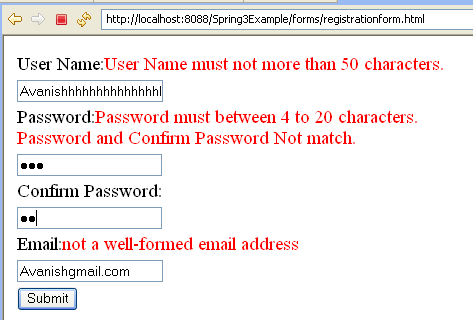 http://localhost:8088/Spring3Example/forms/registrationform.html
User Name:User Name must not more than 50 characters.
Avanishhhhhhhhhhhhhhl
Password:Password must between 4 to 20 characters.
Password and Confirm Password Not match.
Confirm Password:
Email:not a well-formed email address
Avanishgmail.com
Submit